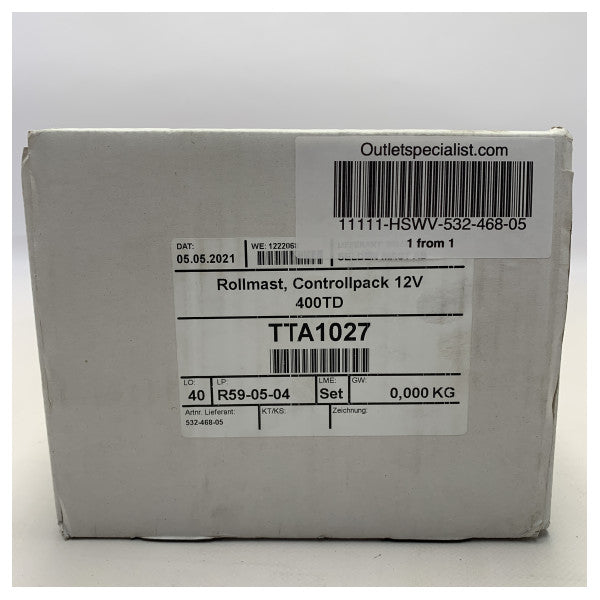 Outletspecialist.com
11111-HSWV-532-468-05
1 from 1
DAT:
WE: 122206
05.05.2021
Rollmast, Controllpack 12V
400TD
TTA1027
LO: LP: LME: GW:
40 R59-05-04 Set 0,000 KG
Artnr. Lieferant: KT/KS: Zeichnung:
532-468-05